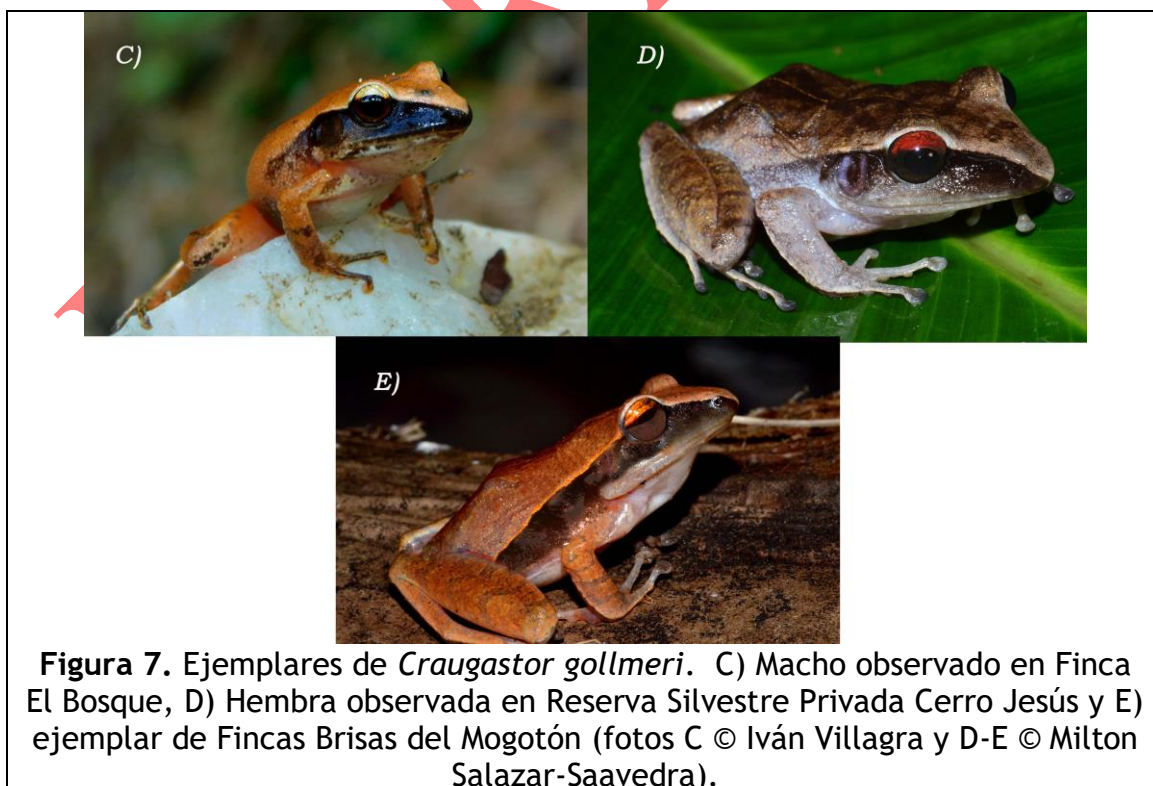 C)
D)
E)
Figura 7. Ejemplares de Craugastor gollmeri. C) Macho observado en Finca
El Bosque, D) Hembra observada en Reserva Silvestre Privada Cerro Jesús y E)
ejemplar de Fincas Brisas del Mogotón (fotos C © Iván Villagra y D-E © Milton
Salazar-Saavedra).